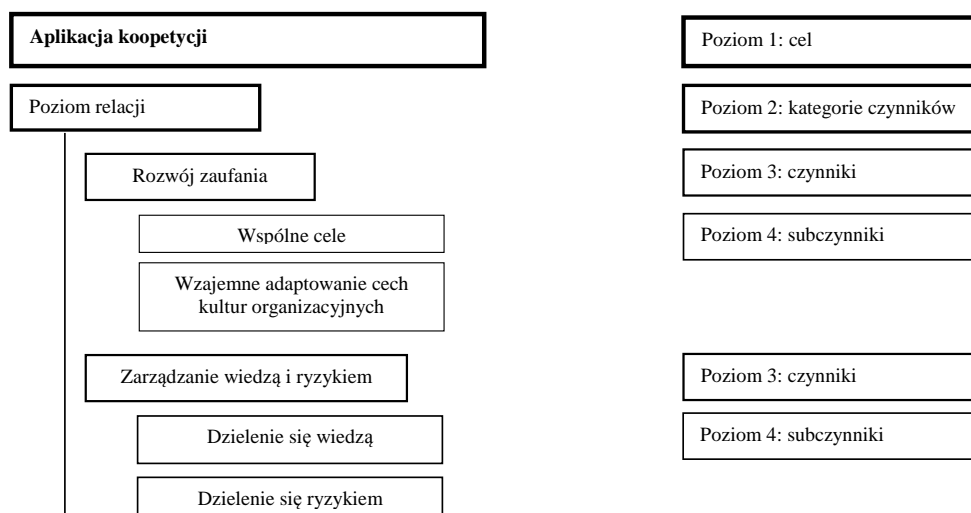 Aplikacja koopetycji
Poziom 1: cel
Poziom relacji
Poziom 2: kategorie czynników
Rozwój zaufania
Poziom 3: czynniki
Wspólne cele
Poziom 4: subczynniki
Wzajemne adaptowanie cech
kultur organizacyjnych
Zarządzanie wiedzą i ryzykiem
Poziom 3: czynniki
Dzielenie się wiedzą
Poziom 4: subczynniki
Dzielenie się ryzykiem